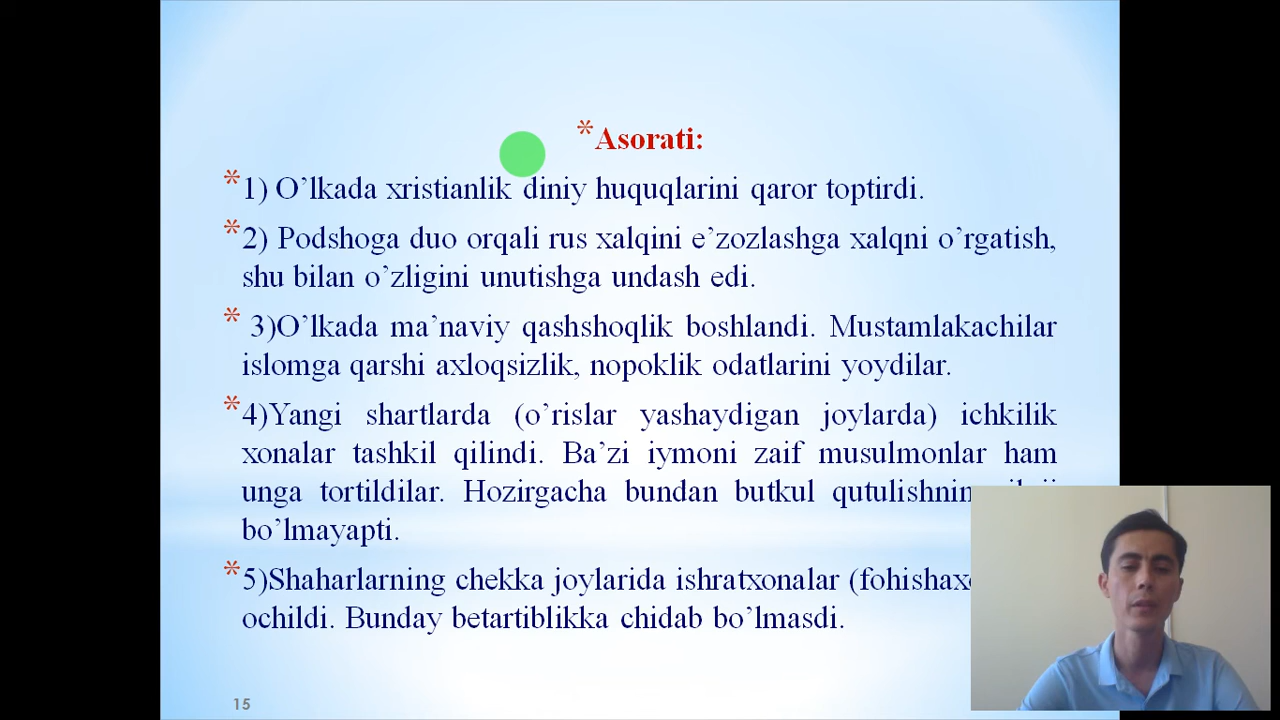 * Asorati:
* 1) O’lkada xristianlik diniy huquqlarini qaror toptirdi.
* 2) Podshoga duo orqali rus xalqini e’zozlashga xalqni o’rgatish,
shu bilan o’zligini unutishga undash edi.
* 3)O’lkada ma’naviy qashshoqlik boshlandi. Mustamlakachilar
islomga qarshi axloqsizlik, nopoklik odatlarini yoydilar.
* 4)Yangi shartlarda (o’rislar yashaydigan joylarda) ichkilik
xonalar tashkil qilindi. Ba’zi iymoni zaif musulmonlar ham
unga tortildilar. Hozirgacha bundan butkul
bo’lmayapti.
* 5)Shaharlarning chekka joylarida ishratxonalar
ochildi. Bunday betartiblikka chidab bo’lmasdi.
15